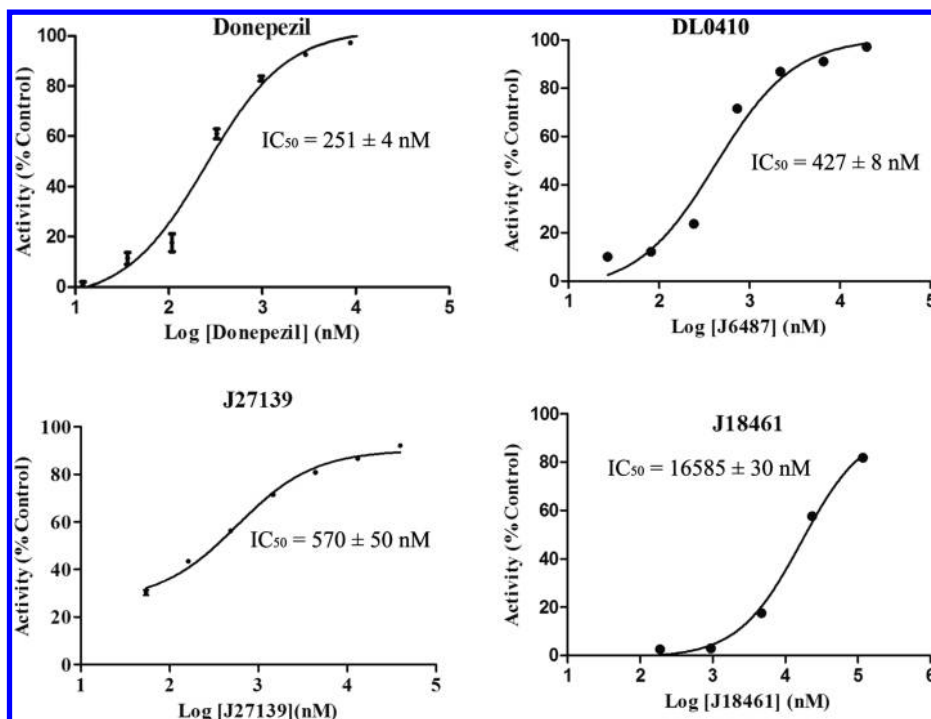 Donepezil
100
80
60
40
20
0
Activity (% Control)
IC₅₀ = 251 ± 4 nM
1 2 3 4 5
Log [Donepezil] (nM)
DL0410
100
80
60
40
20
0
Activity (% Control)
IC₅₀ = 427 ± 8 nM
1 2 3 4 5
Log [J6487] (nM)
J27139
100
80
60
40
20
0
Activity (% Control)
IC₅₀ = 570 ± 50 nM
1 2 3 4 5
Log [J27139](nM)
J18461
100
80
60
40
20
0
Activity (% Control)
IC₅₀ = 16585 ± 30 nM
1 2 3 4 5 6
Log [J18461] (nM)